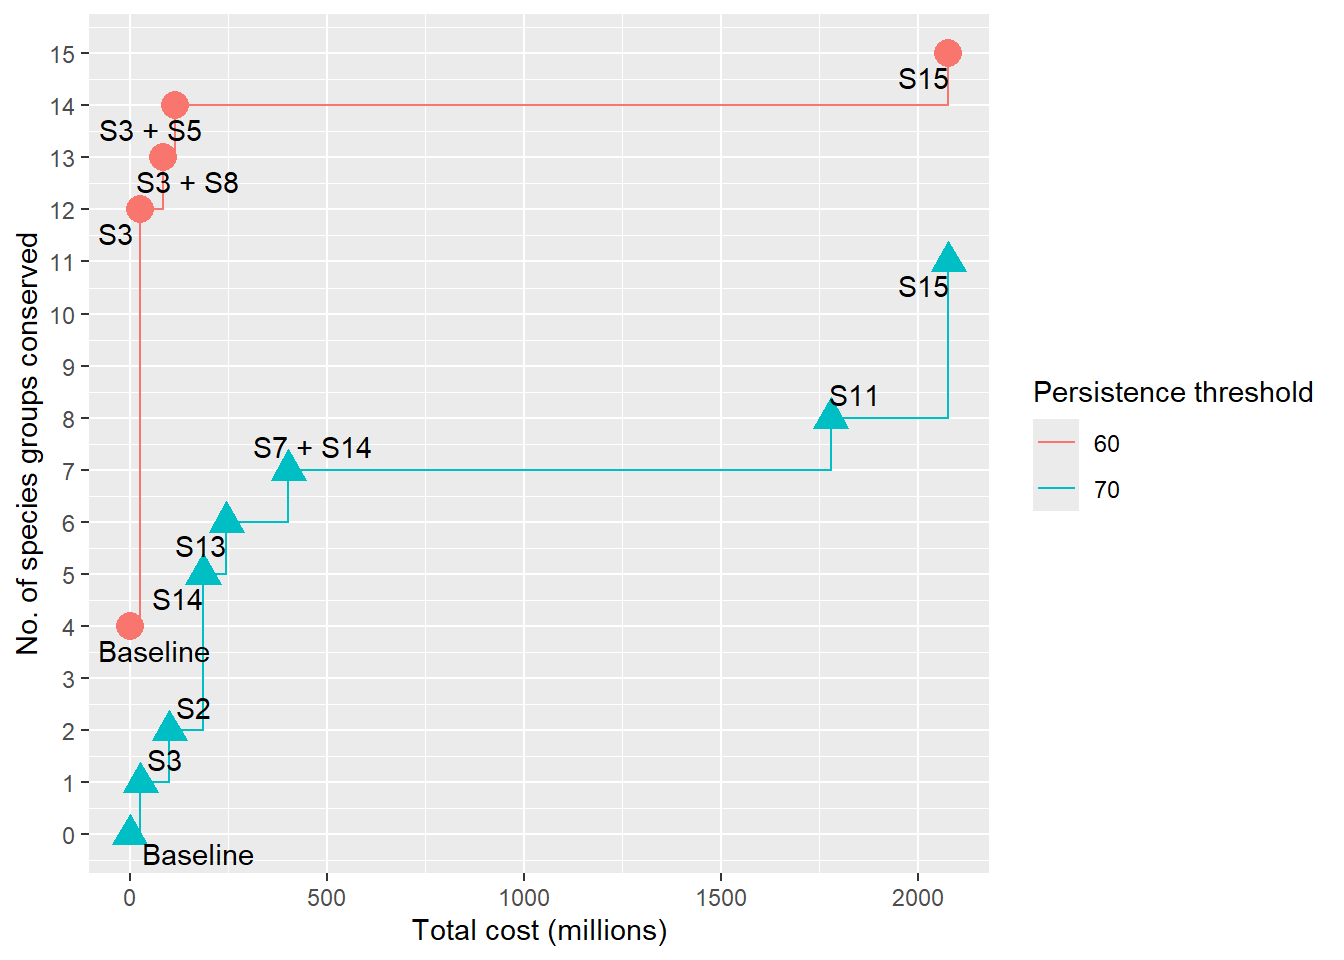 15
14
13
12
11
10
9
8
7
6
5
4
3
2
1
0
No. of species groups conserved
S15
S3 + S5
S3 + S8
S3
S15
S11
S7 + S14
S13
S14
Baseline
S2
S3
Baseline
0
500
1000
1500
2000
Total cost (millions)
Persistence threshold
60
70